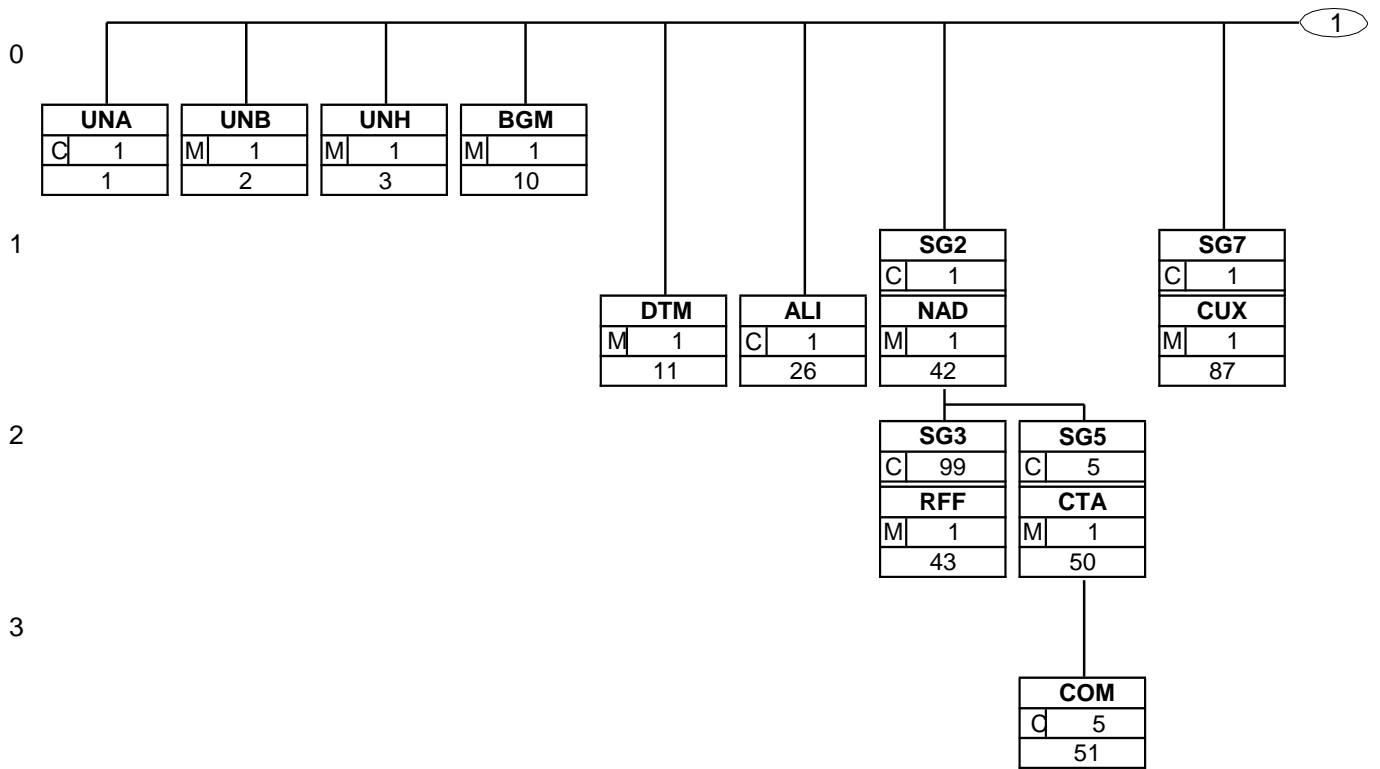 1
0
UNA UNB UNH BGM
C 1 M 1 M 1 M 1
1 2 3 10
1 SG2 SG7
C 1 C 1
DTM ALI NAD CUX
M 1 C 1 M 1 M 1
11 26 42 87
2 SG3 SG5
C 99 C 5
RFF CTA
M 1 M 1
43 50
3
COM
C 5
51